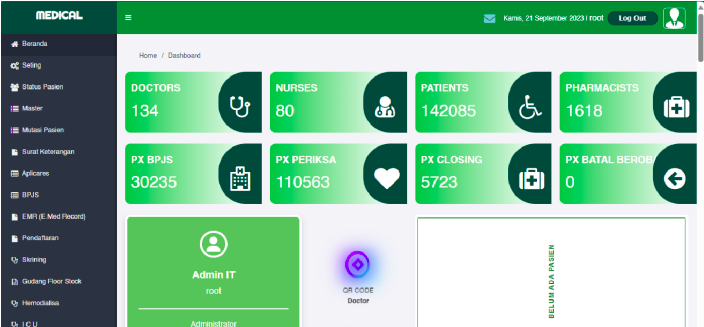 MEDICAL
Kamis, 21 September 2023 | root
Log Out
Beranda
Seting
Status Pasien
Master
Mutasi Pasien
Surat Keterangan
Aplicares
BPJS
EMR (E.Med Record)
Pendaftaran
Skrining
Gudang Floor Stock
Hemodialisa
I C U
Home / Dashboard
DOCTORS
134
NURSES
80
PATIENTS
142085
PHARMACISTS
1618
PX BPJS
30235
PX PERIKSA
110563
PX CLOSING
5723
PX BATAL BEROB
0
Admin IT
root
Administrator
QR CODE
Doctor
BELUM ADA PASIEN